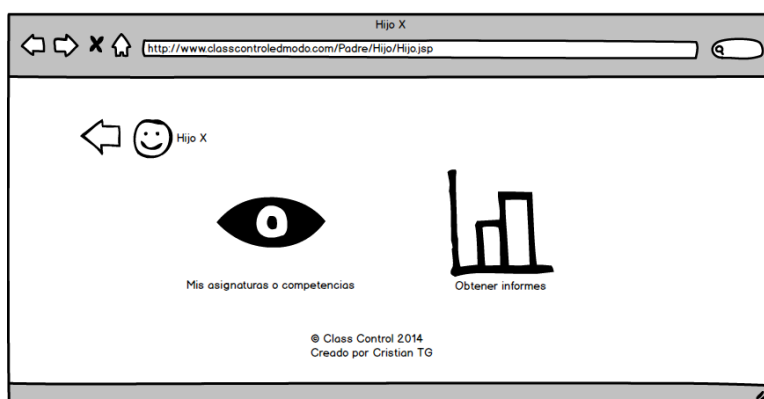 Hijo X
http://www.classcontroledmodo.com/Padre/Hijo/Hijo.jsp
Hijo X
Mis asignaturas o competencias
Obtener informes
© Class Control 2014
Creado por Cristian TG